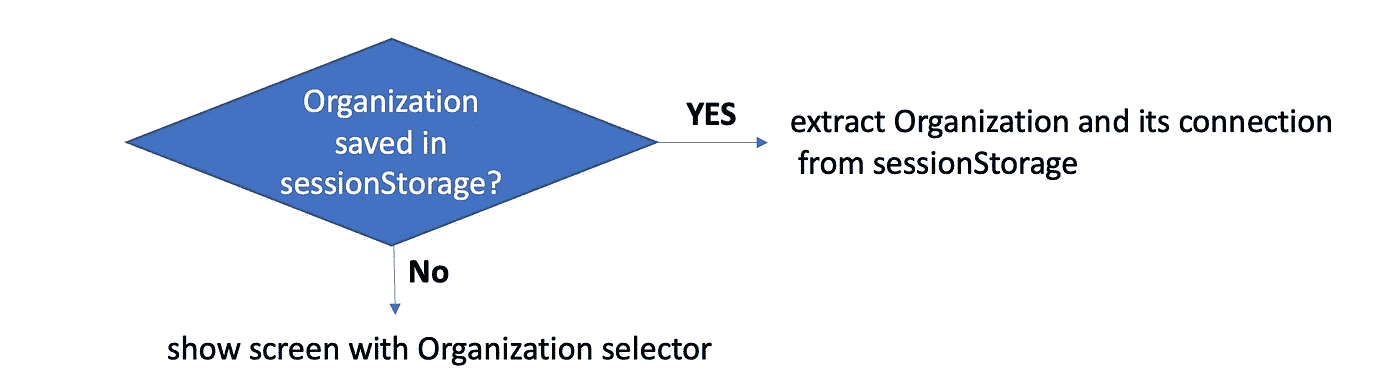 Organization
saved in
sessionStorage?
YES
extract Organization and its connection
from sessionStorage
No
show screen with Organization selector